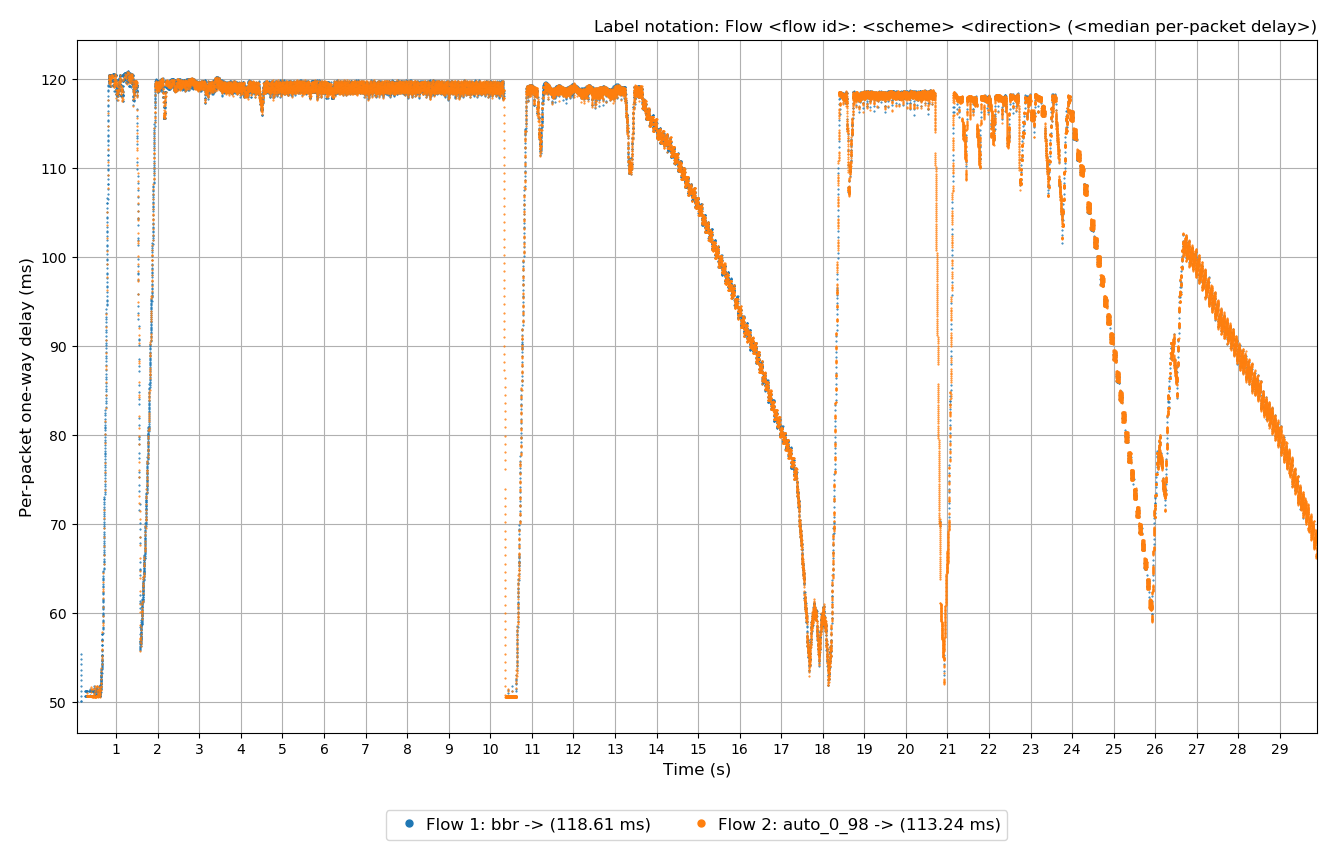 Label notation: Flow <flow id>: <scheme> <direction> (<median per-packet delay>)
Per-packet one-way delay (ms)
120
110
100
90
80
70
60
50
1 2 3 4 5 6 7 8 9 10 11 12 13 14 15 16 17 18 19 20 21 22 23 24 25 26 27 28 29
Time (s)
Flow 1: bbr -> (118.61 ms) Flow 2: auto_0_98 -> (113.24 ms)